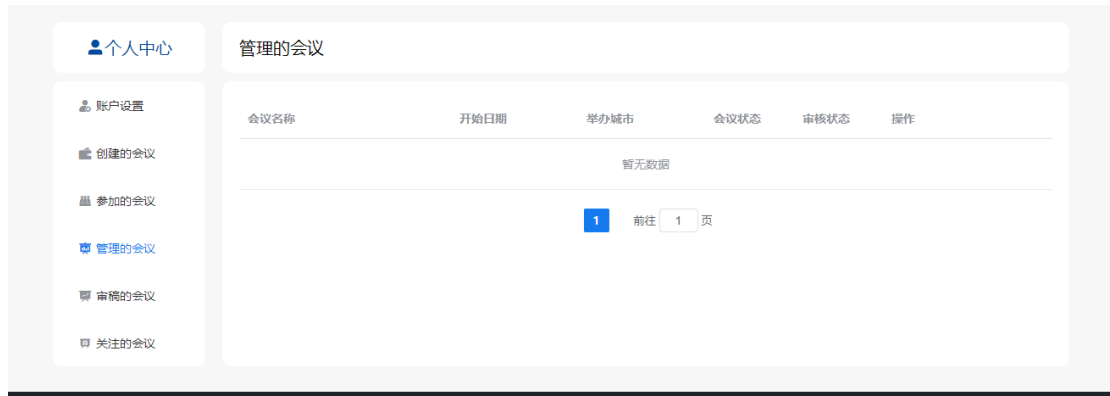 个人中心
管理的会议
账户设置
创建的会议
参加的会议
管理的会议
审稿的会议
关注的会议
会议名称 开始日期 举办城市 会议状态 审核状态 操作
暂无数据
1 前往 1 页